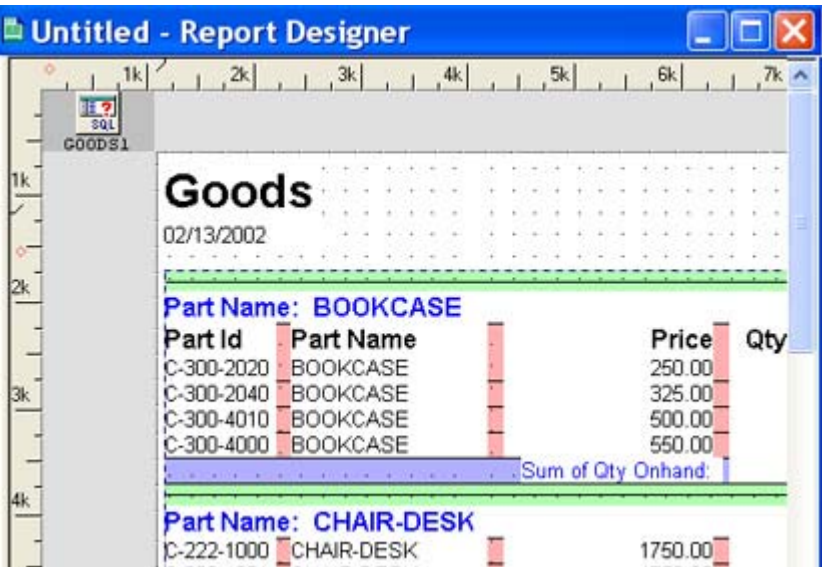 Untitled - Report Designer
1k 2k 3k 4k 5k 6k 7k
SQL
GOODS1
1k
Goods
02/13/2002
2k
Part Name: BOOKCASE
Part Id Part Name Price Qty
C-300-2020 BOOKCASE 250.00
C-300-2040 BOOKCASE 325.00
3k
C-300-4010 BOOKCASE 500.00
C-300-4000 BOOKCASE 550.00
Sum of Qty Onhand:
4k
Part Name: CHAIR-DESK
C-222-1000 CHAIR-DESK 1750.00